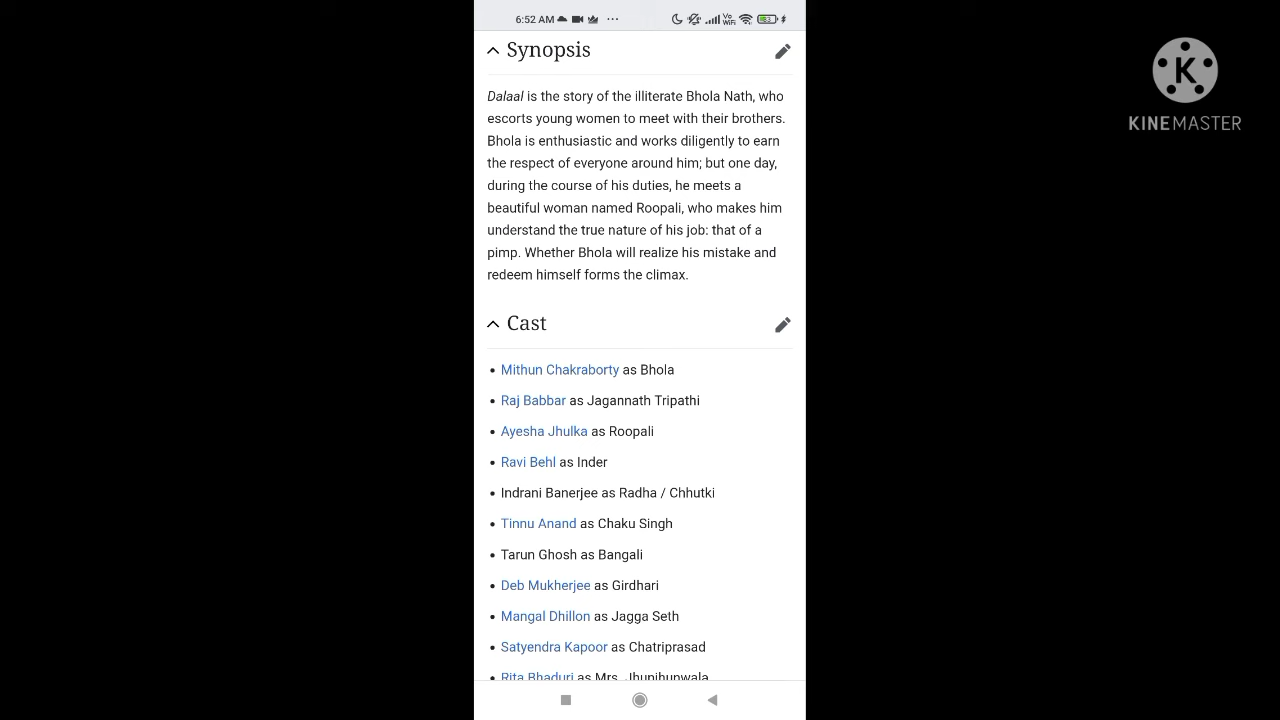 6:52 AM
Vo
WiFi
Synopsis
Dalaal is the story of the illiterate Bhola Nath, who
escorts young women to meet with their brothers.
Bhola is enthusiastic and works diligently to earn
the respect of everyone around him; but one day,
during the course of his duties, he meets a
beautiful woman named Roopali, who makes him
understand the true nature of his job: that of a
pimp. Whether Bhola will realize his mistake and
redeem himself forms the climax.
Cast
• Mithun Chakraborty as Bhola
• Raj Babbar as Jagannath Tripathi
• Ayesha Jhulka as Roopali
• Ravi Behl as Inder
• Indrani Banerjee as Radha / Chhutki
• Tinnu Anand as Chaku Singh
• Tarun Ghosh as Bangali
• Deb Mukherjee as Girdhari
• Mangal Dhillon as Jagga Seth
• Satyendra Kapoor as Chatriprasad
• Rita Bhaduri as Mrs.
K
KINEMASTER